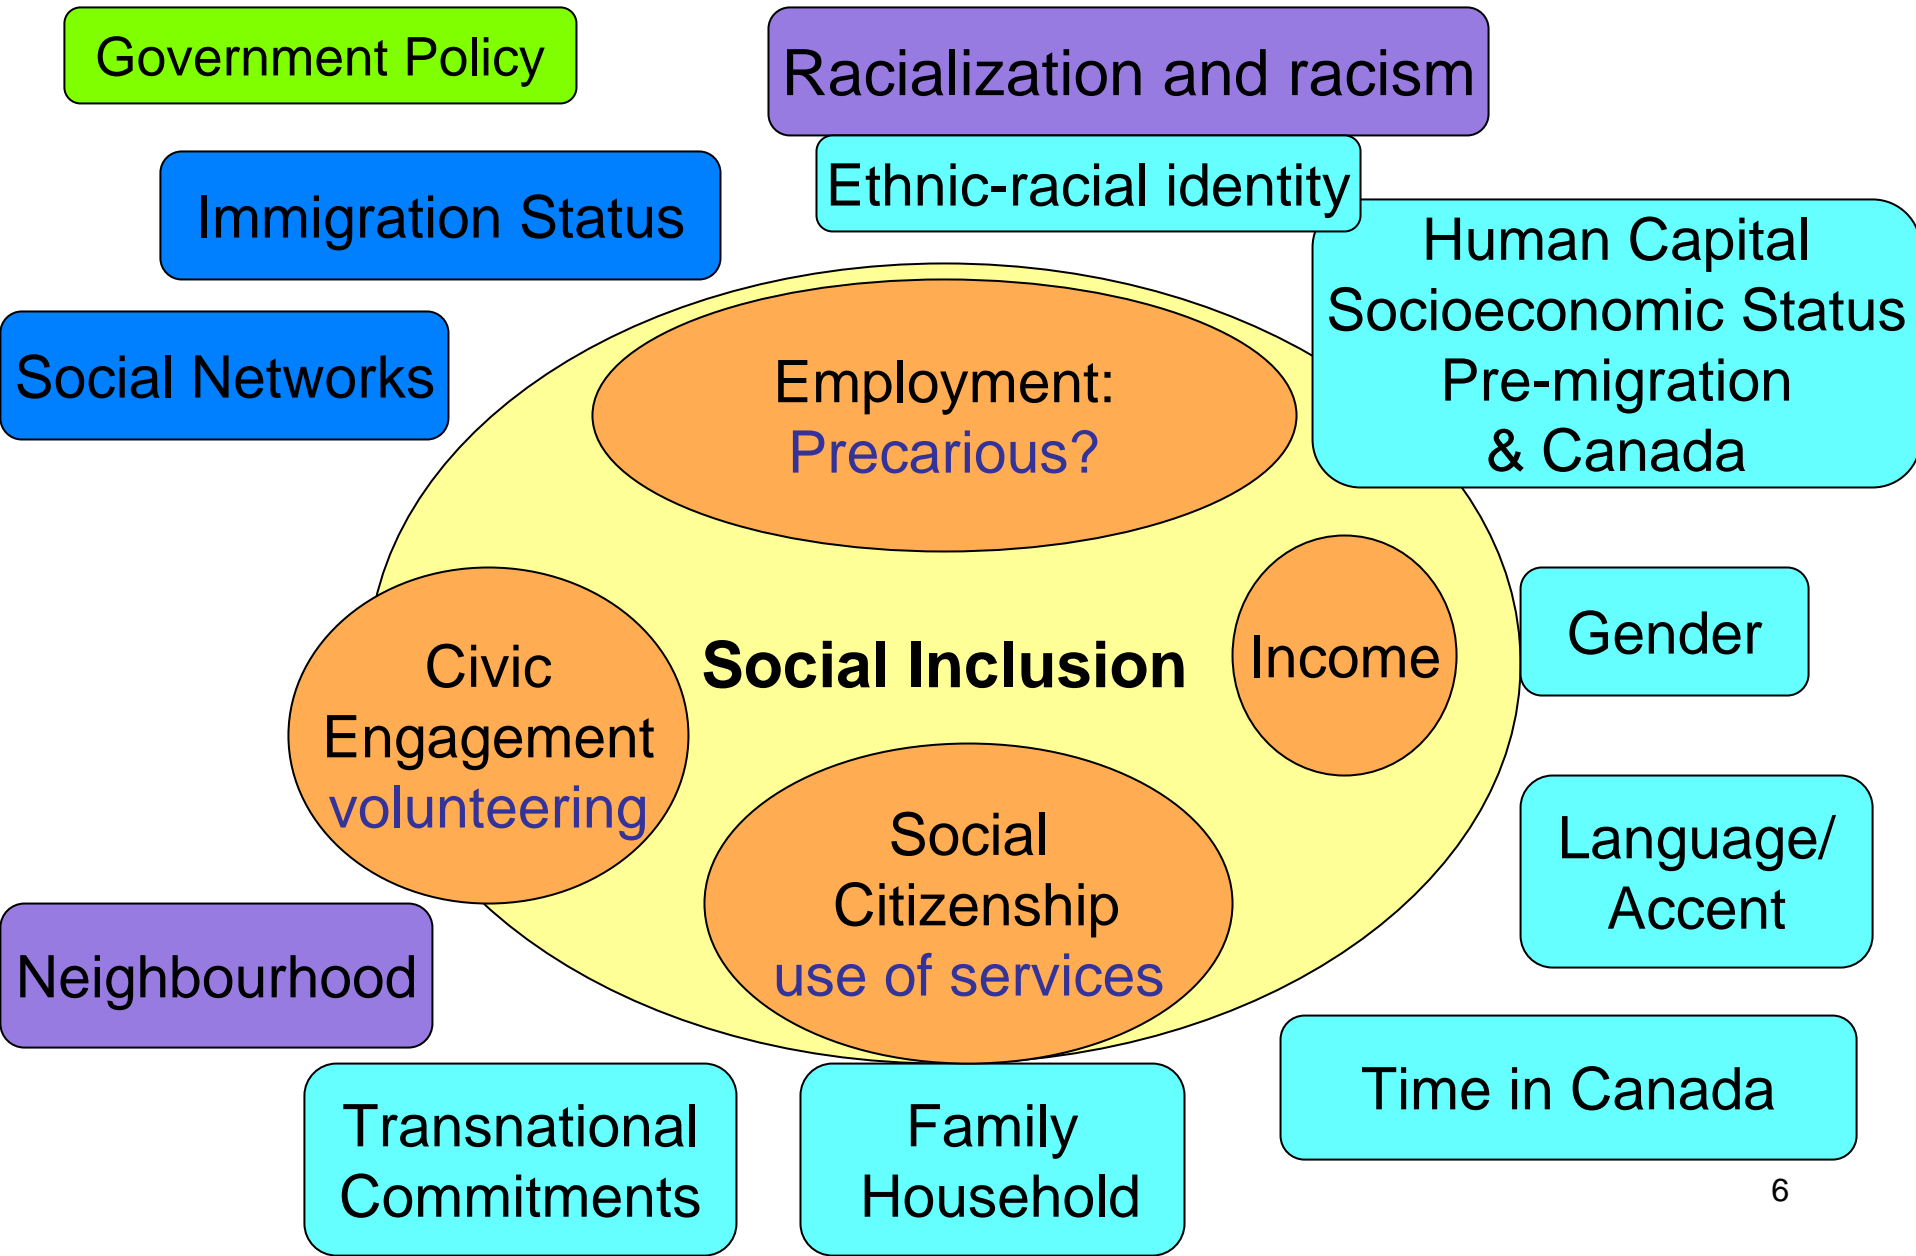 Government Policy
Racialization and racism
Ethnic-racial identity
Immigration Status
Human Capital
Socioeconomic Status
Pre-migration
& Canada
Social Networks
Employment:
Precarious?
Gender
Income
Social Inclusion
Civic
Engagement
volunteering
Language/
Accent
Social
Citizenship
use of services
Neighbourhood
Time in Canada
Transnational
Commitments
Family
Household
6